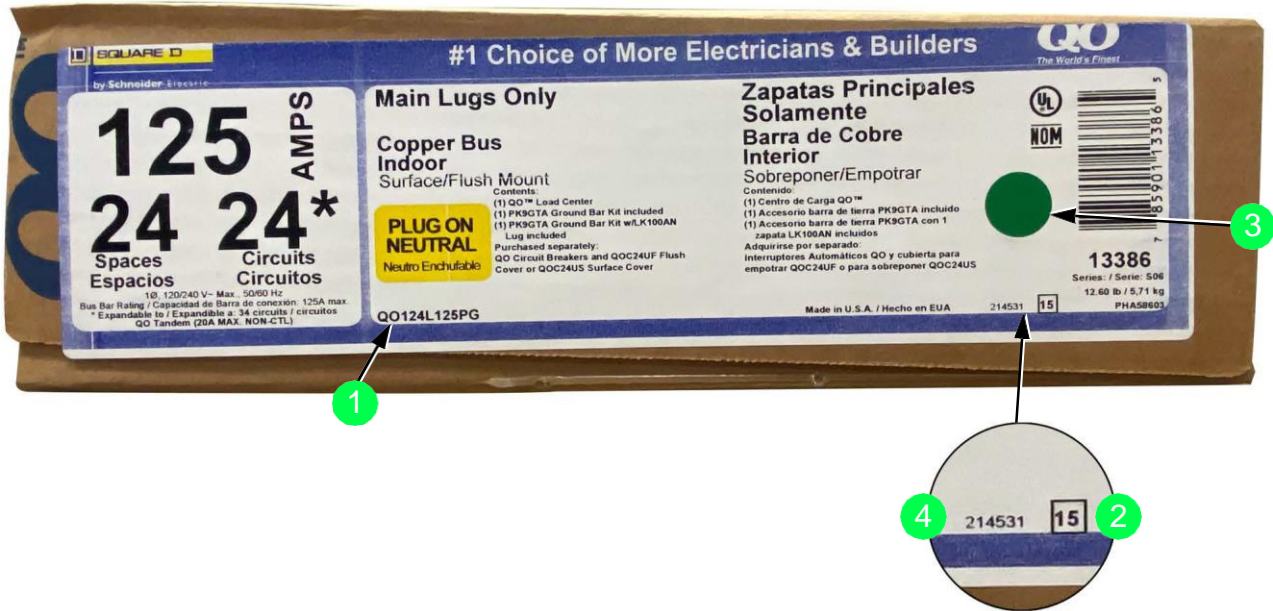 SQUARE D
by Schneider Electric
#1 Choice of More Electricians & Builders
QO
The World's Finest
125 AMPS
24 24*
Spaces Circuits
Espacios Circuitos
1Ø, 120/240 V~ Max., 50/60 Hz
Bus Bar Rating / Capacidad de Barra de conexión: 125A max.
* Expandable to / Expandible a: 34 circuits / circuitos
QO Tandem (20A MAX. NON-CTL)
Main Lugs Only
Copper Bus
Indoor
Surface/Flush Mount
PLUG ON
NEUTRAL
Neutro Enchufable
Contents:
(1) QO™ Load Center
(1) PK9GTA Ground Bar Kit included
(1) PK9GTA Ground Bar Kit w/LK100AN
Lug included
Purchased separately:
QO Circuit Breakers and QOC24UF Flush
Cover or QOC24US Surface Cover
QO124L125PG
Zapatas Principales
Solamente
Barra de Cobre
Interior
Sobreponer/Empotrar
Contenido:
(1) Centro de Carga QO™
(1) Accesorio barra de tierra PK9GTA incluido
(1) Accesorio barra de tierra PK9GTA con 1
zapata LK100AN incluidos
Adquirirse por separado:
Interruptores Automáticos QO y cubierta para
empotrar QOC24UF o para sobreponer QOC24US
Made in U.S.A. / Hecho en EUA 214531 15
UL
NOM
7 85901 13386 5
13386
Series: / Serie: S06
12.60 lb / 5,71 kg
PHA58603
1
3
4 214531 15 2